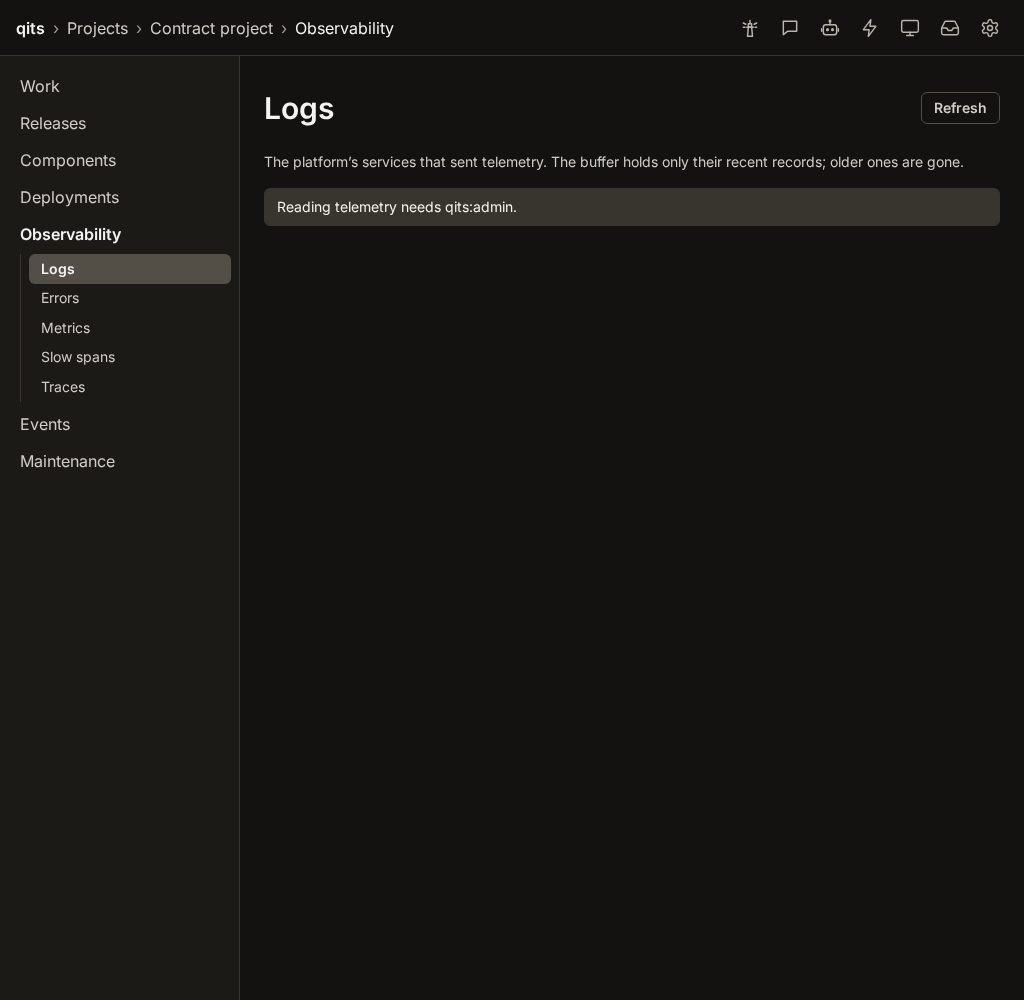 qits › Projects › Contract project › Observability
Work
Releases
Components
Deployments
Observability
Logs
Errors
Metrics
Slow spans
Traces
Events
Maintenance
Logs
Refresh
The platform’s services that sent telemetry. The buffer holds only their recent records; older ones are gone.
Reading telemetry needs qits:admin.